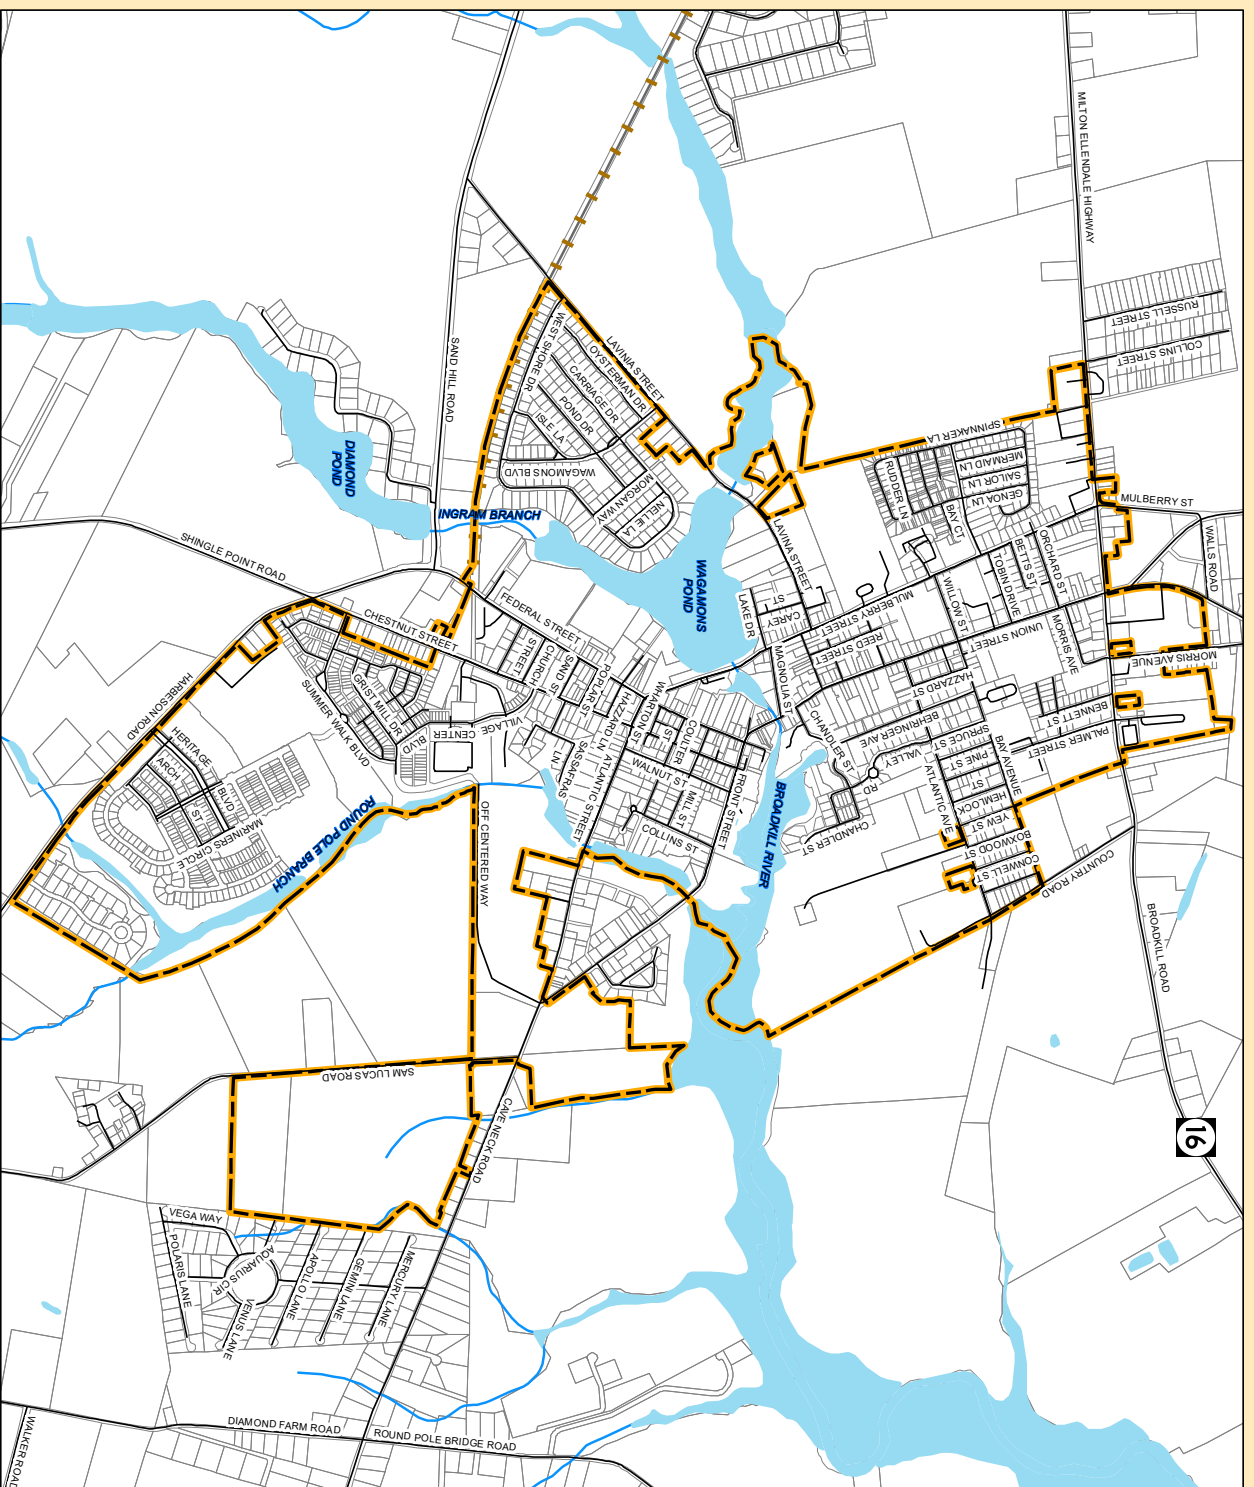 MILTON ELLENDALE HIGHWAY
RUSSELL STREET
COLLINS STREET
LAVINIA STREET
WEST SHORE DR
OYSTERMAN DR
CARRIAGE DR
POND DR
ISLE LA
WAGAMONS BLVD
MORGAN WAY
NELLIE LA
SAND HILL ROAD
DIAMOND
POND
INGRAM BRANCH
SPINNAKER LA
MERMAID LN
SAILOR LN
GENOA LN
RUDDER LN
BAY CT
MULBERRY ST
WALLS ROAD
ORCHARD ST
BETTS ST
TOBIN DRIVE
WILLOW ST
LAVINA STREET
WAGAMONS
POND
LAKE DR
CAREY
ST
MULBERRY STREET
REED STREET
UNION STREET
MORRIS AVE
MORRIS AVENUE
MAGNOLIA ST
HAZZARD ST
BENNETT ST
PALMER STREET
SHINGLE POINT ROAD
CHESTNUT STREET
FEDERAL STREET
CHURCH
STREET
SAND ST
POPLAR ST
HAZZARD LN
WHARTON ST
COULTER
ST
WALNUT ST
MILL ST
FRONT STREET
COLLINS ST
ATLANTIC STREET
SASSAFRAS
LN
VILLAGE
CENTER
BLVD
GRIST MILL DR
SUMMER WALK BLVD
HARBESON ROAD
HERITAGE
BLVD
ARCH
ST
MARINERS CIRCLE
ROUND POLE BRANCH
OFF CENTERED WAY
BROADKILL RIVER
CHANDLER ST
BEHRINGER AVE
VALLEY
RD
CHANDLER ST
SPRUCE ST
PINE ST
ST
HEMLOCK
YEW ST
BOXWOOD ST
CONWELL ST
BAY AVENUE
ATLANTIC AVE
COUNTRY ROAD
BROADKILL ROAD
16
SAM LUCAS ROAD
CAVE NECK ROAD
VEGA WAY
POLARIS LANE
AQUARIUS CIR
VENUS LANE
APOLLO LANE
GEMINI LANE
MERCURY LANE
DIAMOND FARM ROAD
ROUND POLE BRIDGE ROAD
WALKER ROAD